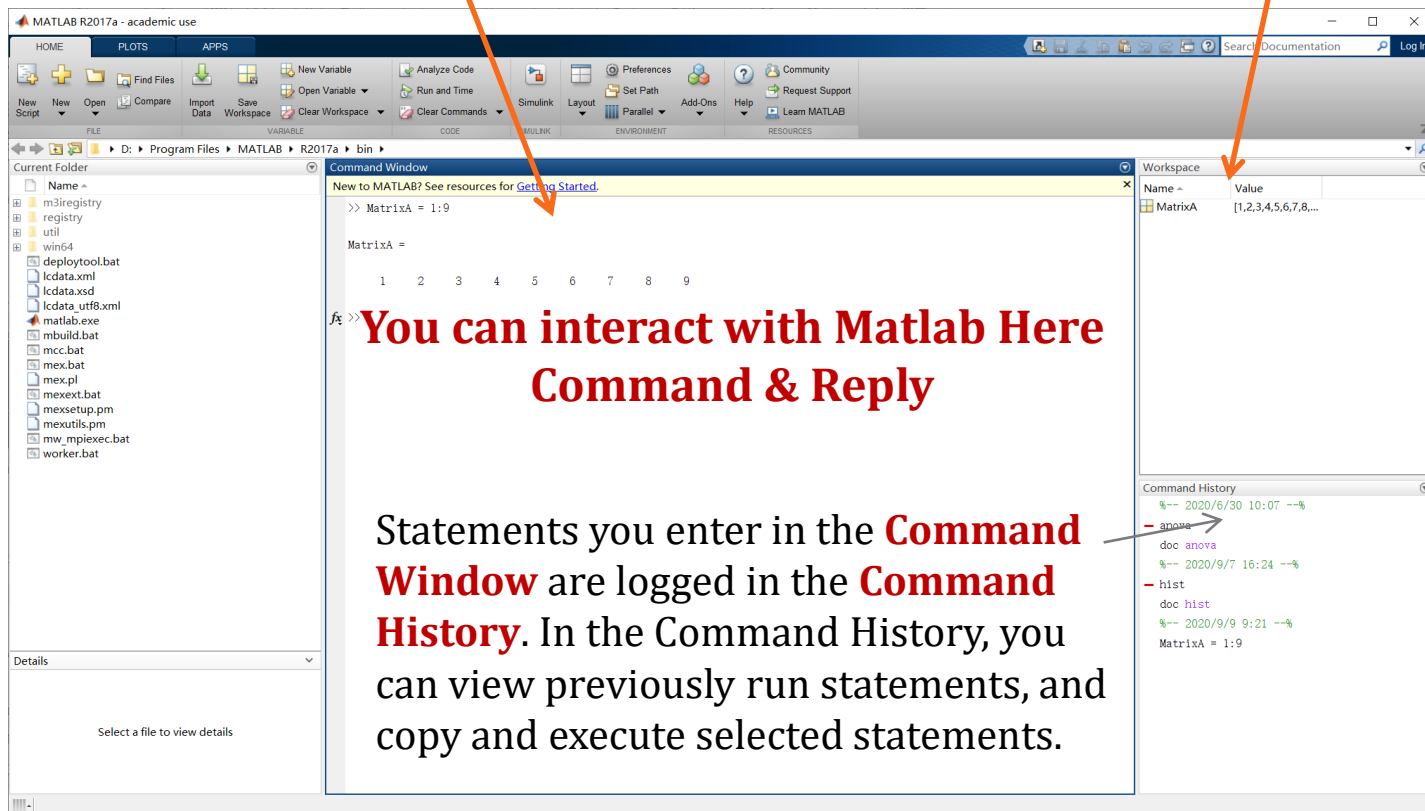 MATLAB R2017a - academic use
HOME PLOTS APPS
Search Documentation Log In
New Script
New
Open
Find Files
Compare
Import Data
Save Workspace
New Variable
Open Variable
Clear Workspace
Analyze Code
Run and Time
Clear Commands
Simulink
Layout
Preferences
Set Path
Parallel
Add-Ons
Help
Community
Request Support
Learn MATLAB
FILE VARIABLE CODE SIMULINK ENVIRONMENT RESOURCES
D: Program Files MATLAB R2017a bin
Current Folder
Name
m3iregistry
registry
util
win64
deploytool.bat
lcdata.xml
lcdata.xsd
lcdata_utf8.xml
matlab.exe
mbuild.bat
mcc.bat
mex.bat
mex.pl
mexext.bat
mexsetup.pm
mexutils.pm
mw_mpiexec.bat
worker.bat
Details
Select a file to view details
Command Window
New to MATLAB? See resources for Getting Started.
>> MatrixA = 1:9
MatrixA =
1 2 3 4 5 6 7 8 9
fx >>
You can interact with Matlab Here
Command & Reply
Statements you enter in the Command
Window are logged in the Command
History. In the Command History, you
can view previously run statements, and
copy and execute selected statements.
Workspace
Name Value
MatrixA [1,2,3,4,5,6,7,8,...
Command History
%-- 2020/6/30 10:07 --%
anova
doc anova
%-- 2020/9/7 16:24 --%
hist
doc hist
%-- 2020/9/9 9:21 --%
MatrixA = 1:9